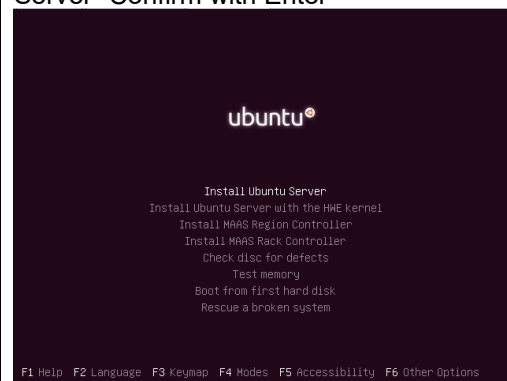 Server" Confirm with Enter
ubuntu
Install Ubuntu Server
Install Ubuntu Server with the HWE kernel
Install MAAS Region Controller
Install MAAS Rack Controller
Check disc for defects
Test memory
Boot from first hard disk
Rescue a broken system
F1 Help F2 Language F3 Keymap F4 Modes F5 Accessibility F6 Other Options